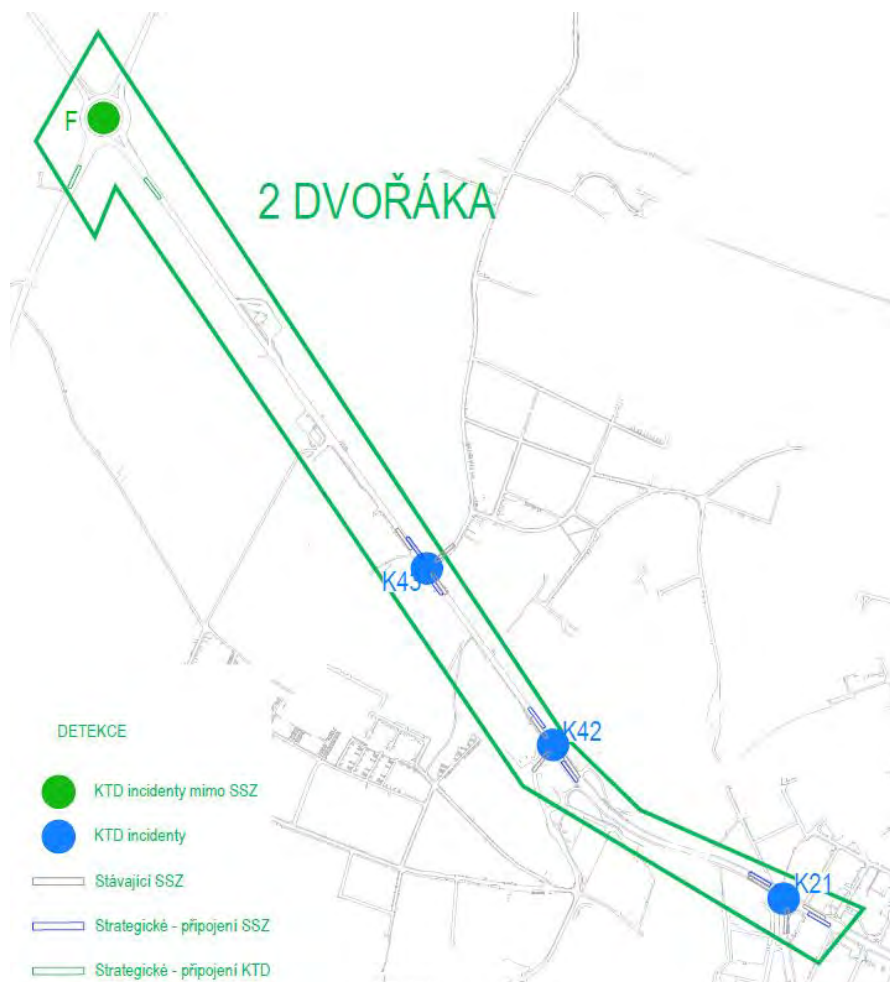 F
2 DVOŘÁKA
K43
K42
K21
DETEKCE
KTD incidenty mimo SSZ
KTD incidenty
Stávající SSZ
Strategické - připojení SSZ
Strategické - připojení KTD